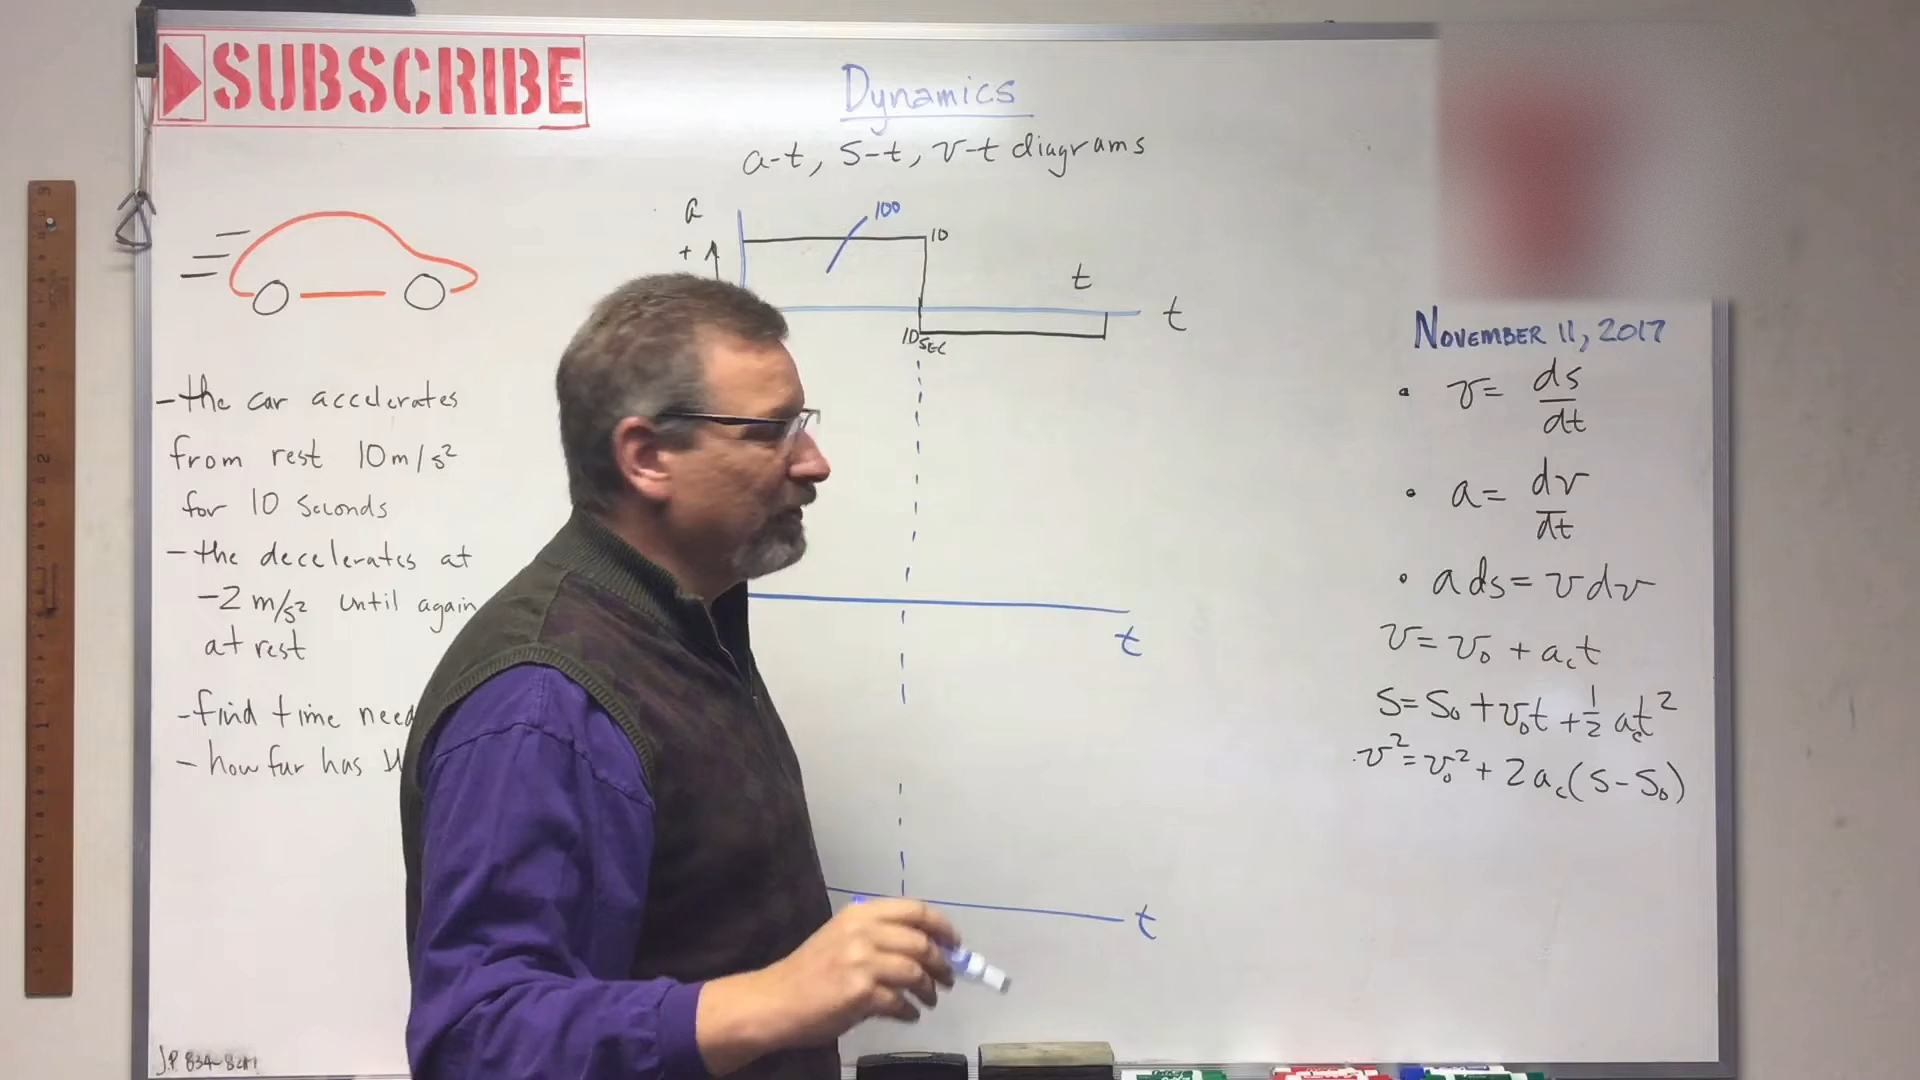 SUBSCRIBE
Dynamics
a-t, s-t, v-t diagrams
a
+
100
10
t
t
10 SEC
- the car accelerates
from rest 10m/s²
for 10 Seconds
- the decelerates at
-2 m/s² until again
at rest
- find time
- how far has
t
t
NOVEMBER 11, 2017
• v = ds/dt
• a = dv/dt
• a ds = v dv
v = v₀ + a꜀t
s = s₀ + v₀t + 1/2 a꜀t²
v² = v₀² + 2a꜀(s - s₀)